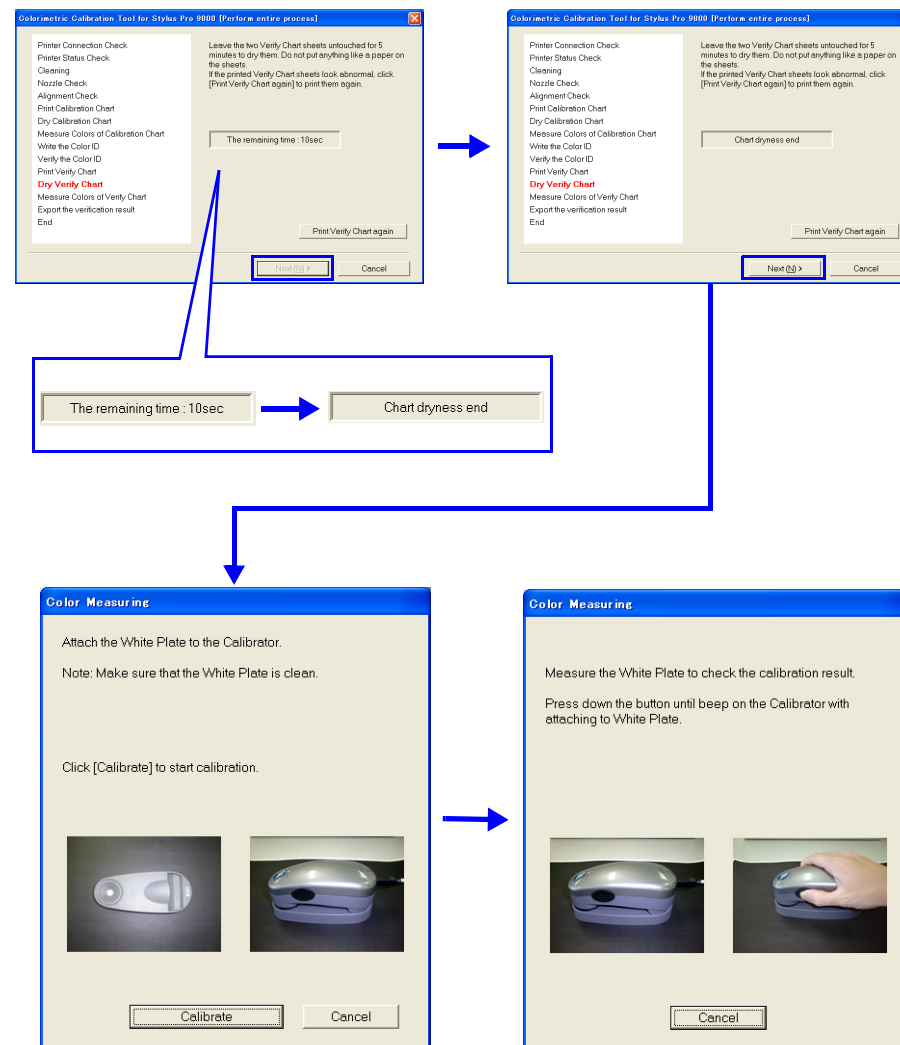 Colorimetric Calibration Tool for Stylus Pro 9800 [Perform entire process]
Printer Connection Check
Printer Status Check
Cleaning
Nozzle Check
Alignment Check
Print Calibration Chart
Dry Calibration Chart
Measure Colors of Calibration Chart
Write the Color ID
Verify the Color ID
Print Verify Chart
Dry Verify Chart
Measure Colors of Verify Chart
Export the verification result
End
Leave the two Verify Chart sheets untouched for 5
minutes to dry them. Do not put anything like a paper on
the sheets.
If the printed Verify Chart sheets look abnormal, click
[Print Verify Chart again] to print them again.
The remaining time : 10sec
Print Verify Chart again
Next (N) >
Cancel
Colorimetric Calibration Tool for Stylus Pro 9800 [Perform entire process]
Printer Connection Check
Printer Status Check
Cleaning
Nozzle Check
Alignment Check
Print Calibration Chart
Dry Calibration Chart
Measure Colors of Calibration Chart
Write the Color ID
Verify the Color ID
Print Verify Chart
Dry Verify Chart
Measure Colors of Verify Chart
Export the verification result
End
Leave the two Verify Chart sheets untouched for 5
minutes to dry them. Do not put anything like a paper on
the sheets.
If the printed Verify Chart sheets look abnormal, click
[Print Verify Chart again] to print them again.
Chart dryness end
Print Verify Chart again
Next (N) >
Cancel
The remaining time : 10sec
Chart dryness end
Color Measuring
Attach the White Plate to the Calibrator.
Note: Make sure that the White Plate is clean.
Click [Calibrate] to start calibration.
Calibrate
Cancel
Color Measuring
Measure the White Plate to check the calibration result.
Press down the button until beep on the Calibrator with
attaching to White Plate.
Cancel